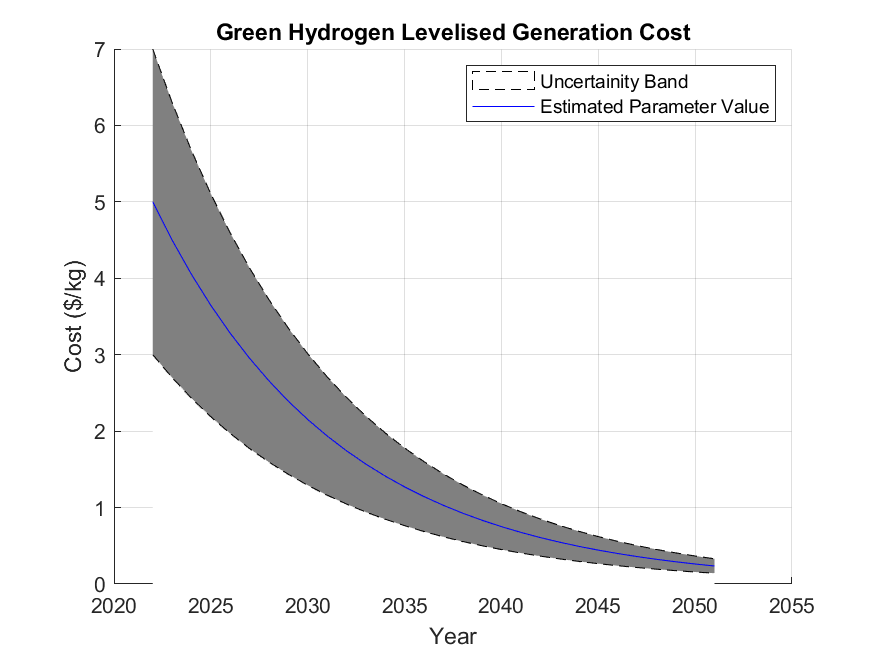 Green Hydrogen Levelised Generation Cost
7
Uncertainity Band
Estimated Parameter Value
6
5
4
3
2
1
0
Cost ($/kg)
2020 2025 2030 2035 2040 2045 2050 2055
Year